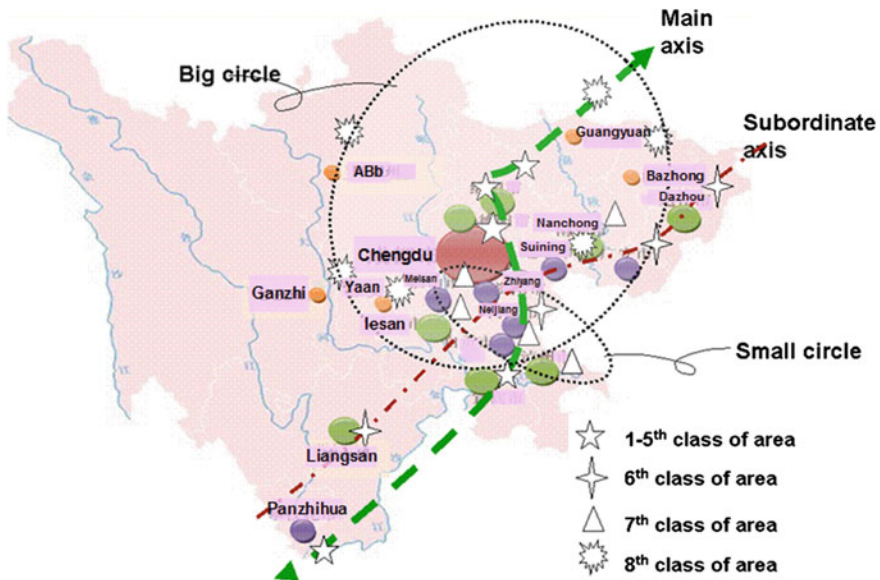 Main
axis
Big circle
Guangyuan
Subordinate
axis
ABb
Bazhong
Dazhou
Nanchong
Suining
Chengdu
Meisan
Zhiyang
Ganzhi
Yaan
Neijiang
Iesan
Small circle
1-5th class of area
Liangsan
6th class of area
Panzhihua
7th class of area
8th class of area